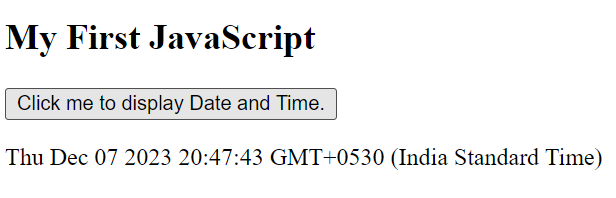 My First JavaScript
Click me to display Date and Time.
Thu Dec 07 2023 20:47:43 GMT+0530 (India Standard Time)